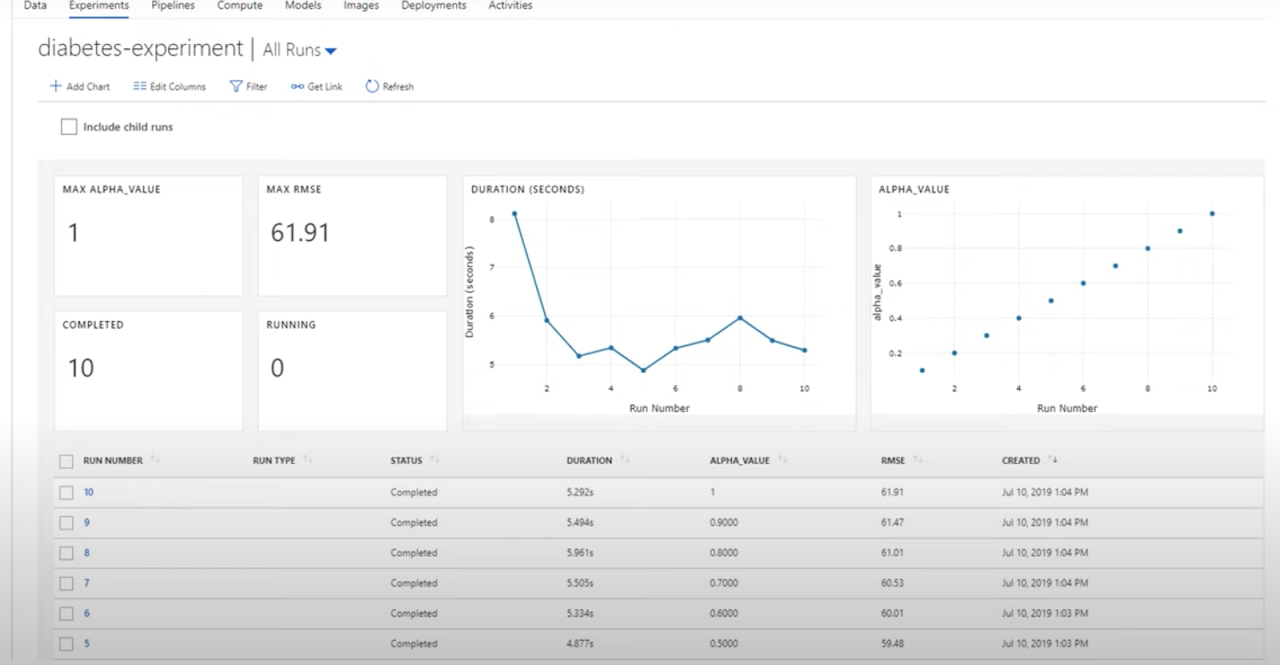 Data Experiments Pipelines Compute Models Images Deployments Activities
diabetes-experiment | All Runs
Add Chart Edit Columns Filter Get Link Refresh
Include child runs
MAX ALPHA_VALUE
1
MAX RMSE
61.91
COMPLETED
10
RUNNING
0
DURATION (SECONDS)
Duration (seconds)
8
7
6
5
2 4 6 8 10
Run Number
ALPHA_VALUE
alpha_value
1
0.8
0.6
0.4
0.2
2 4 6 8 10
Run Number
RUN NUMBER RUN TYPE STATUS DURATION ALPHA_VALUE RMSE CREATED
10 Completed 5.292s 1 61.91 Jul 10, 2019 1:04 PM
9 Completed 5.494s 0.9000 61.47 Jul 10, 2019 1:04 PM
8 Completed 5.961s 0.8000 61.01 Jul 10, 2019 1:04 PM
7 Completed 5.505s 0.7000 60.53 Jul 10, 2019 1:04 PM
6 Completed 5.334s 0.6000 60.01 Jul 10, 2019 1:03 PM
5 Completed 4.877s 0.5000 59.48 Jul 10, 2019 1:03 PM